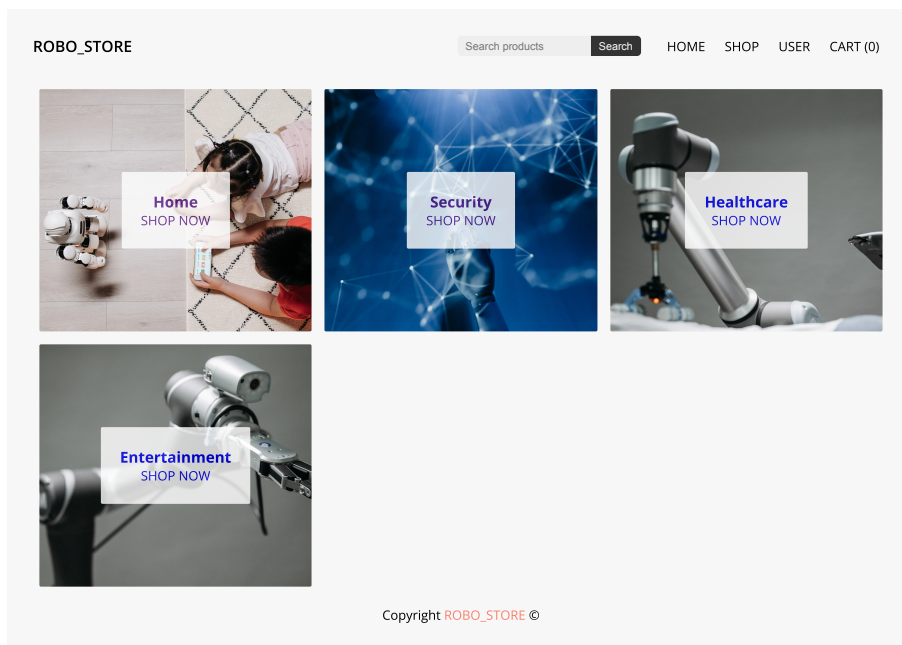 ROBO_STORE
Search products
Search
HOME
SHOP
USER
CART (0)
Home
SHOP NOW
Security
SHOP NOW
Healthcare
SHOP NOW
Entertainment
SHOP NOW
Copyright ROBO_STORE ©